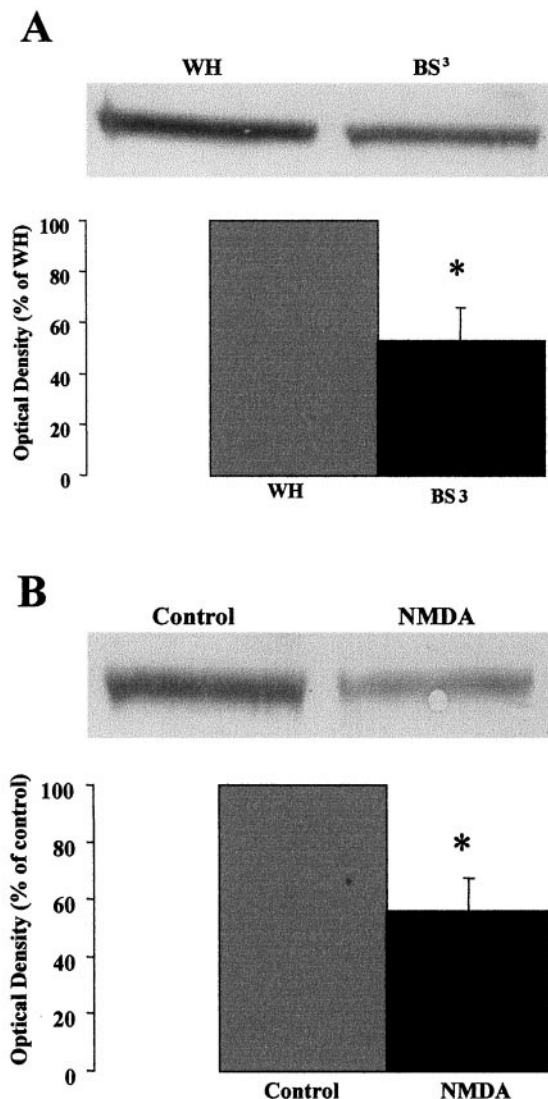 A
WH BS³
Optical Density (% of WH)
100
80
60
40
20
0
*
WH BS3
B
Control NMDA
Optical Density (% of control)
100
80
60
40
20
0
*
Control NMDA